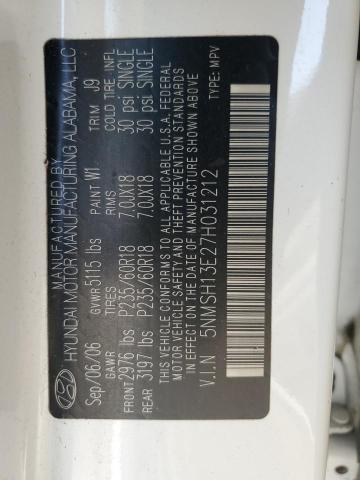 MANUFACTURED BY
HYUNDAI MOTOR MANUFACTURING ALABAMA, LLC
Sep/06/06 GVWR 5115 lbs PAINT W1 TRIM J9
GAWR TIRES RIMS COLD TIRE INFL
FRONT 2976 lbs P235/60R18 7.0JX18 30 psi SINGLE
REAR 3197 lbs P235/60R18 7.0JX18 30 psi SINGLE
THIS VEHICLE CONFORMS TO ALL APPLICABLE U.S.A. FEDERAL
MOTOR VEHICLE SAFETY, BUMPER, AND THEFT PREVENTION
STANDARDS IN EFFECT ON THE DATE OF MANUFACTURE SHOWN ABOVE.
V.I.N 5NMSH13E27H031212 TYPE: MPV